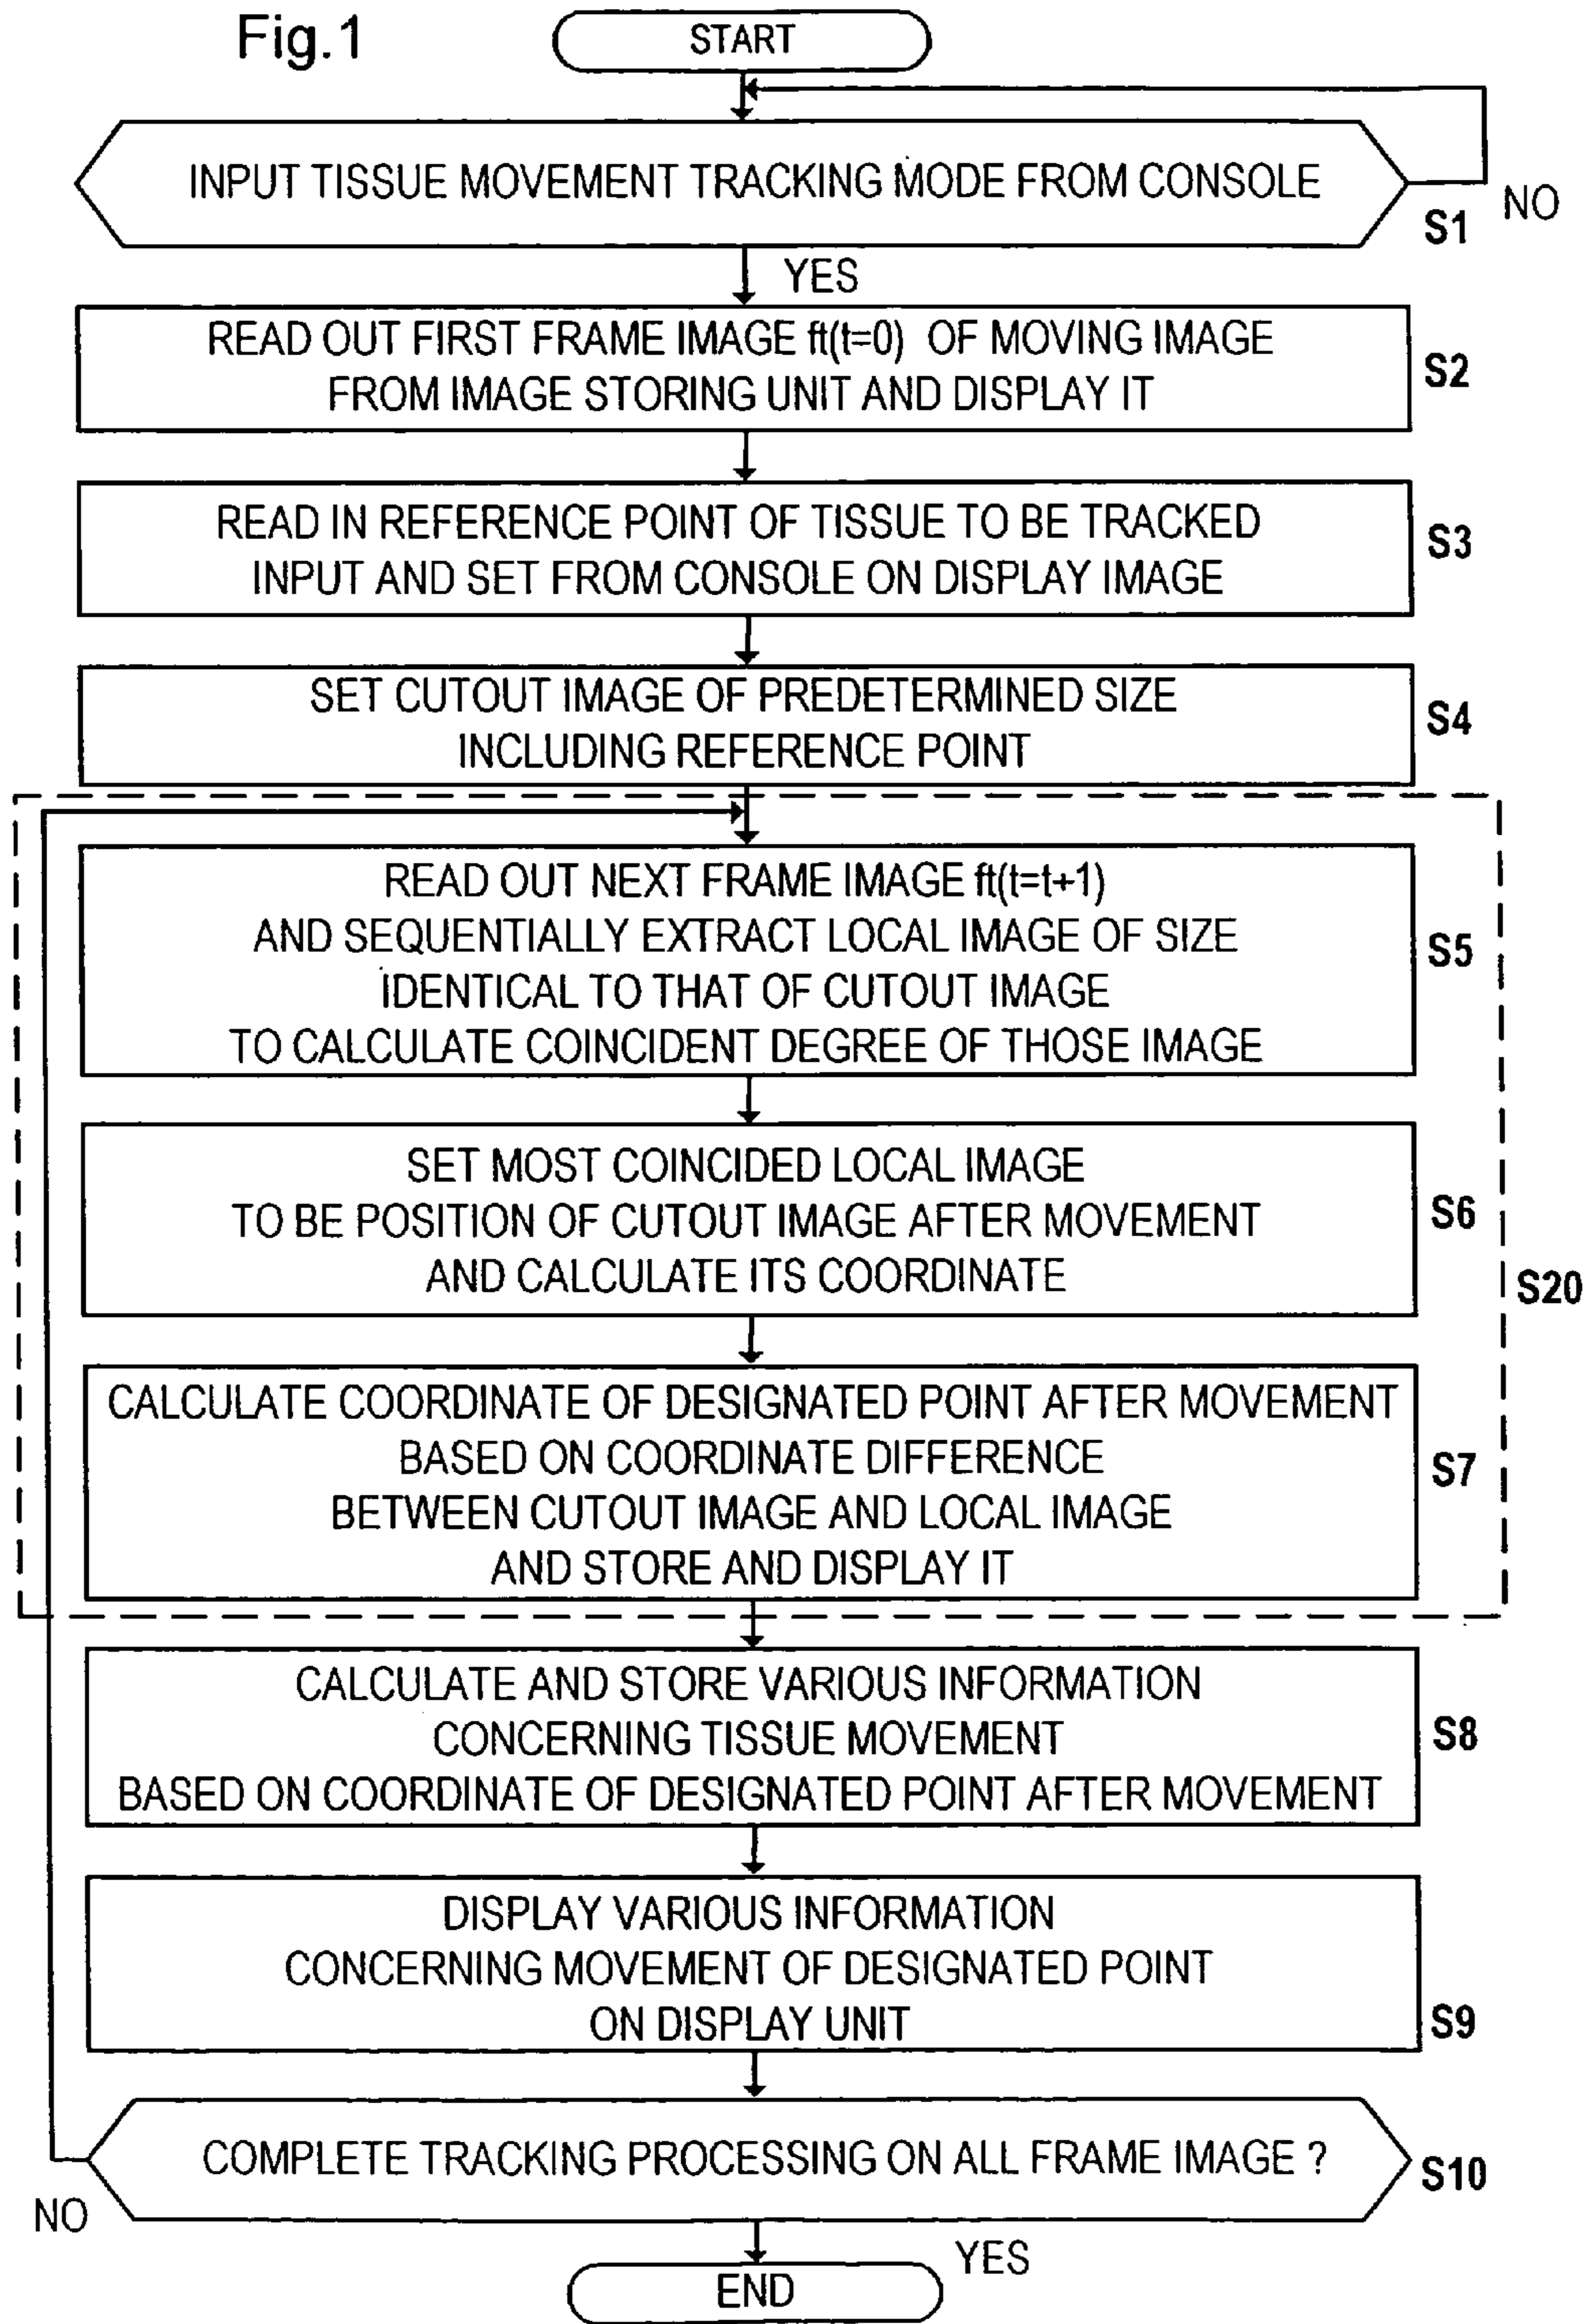 Fig.1
START
INPUT TISSUE MOVEMENT TRACKING MODE FROM CONSOLE
S1
NO
YES
READ OUT FIRST FRAME IMAGE ft(t=0) OF MOVING IMAGE
FROM IMAGE STORING UNIT AND DISPLAY IT
S2
READ IN REFERENCE POINT OF TISSUE TO BE TRACKED
INPUT AND SET FROM CONSOLE ON DISPLAY IMAGE
S3
SET CUTOUT IMAGE OF PREDETERMINED SIZE
INCLUDING REFERENCE POINT
S4
READ OUT NEXT FRAME IMAGE ft(t=t+1)
AND SEQUENTIALLY EXTRACT LOCAL IMAGE OF SIZE
IDENTICAL TO THAT OF CUTOUT IMAGE
TO CALCULATE COINCIDENT DEGREE OF THOSE IMAGE
S5
SET MOST COINCIDED LOCAL IMAGE
TO BE POSITION OF CUTOUT IMAGE AFTER MOVEMENT
AND CALCULATE ITS COORDINATE
S6
S20
CALCULATE COORDINATE OF DESIGNATED POINT AFTER MOVEMENT
BASED ON COORDINATE DIFFERENCE
BETWEEN CUTOUT IMAGE AND LOCAL IMAGE
AND STORE AND DISPLAY IT
S7
CALCULATE AND STORE VARIOUS INFORMATION
CONCERNING TISSUE MOVEMENT
BASED ON COORDINATE OF DESIGNATED POINT AFTER MOVEMENT
S8
DISPLAY VARIOUS INFORMATION
CONCERNING MOVEMENT OF DESIGNATED POINT
ON DISPLAY UNIT
S9
COMPLETE TRACKING PROCESSING ON ALL FRAME IMAGE ?
S10
NO
YES
END